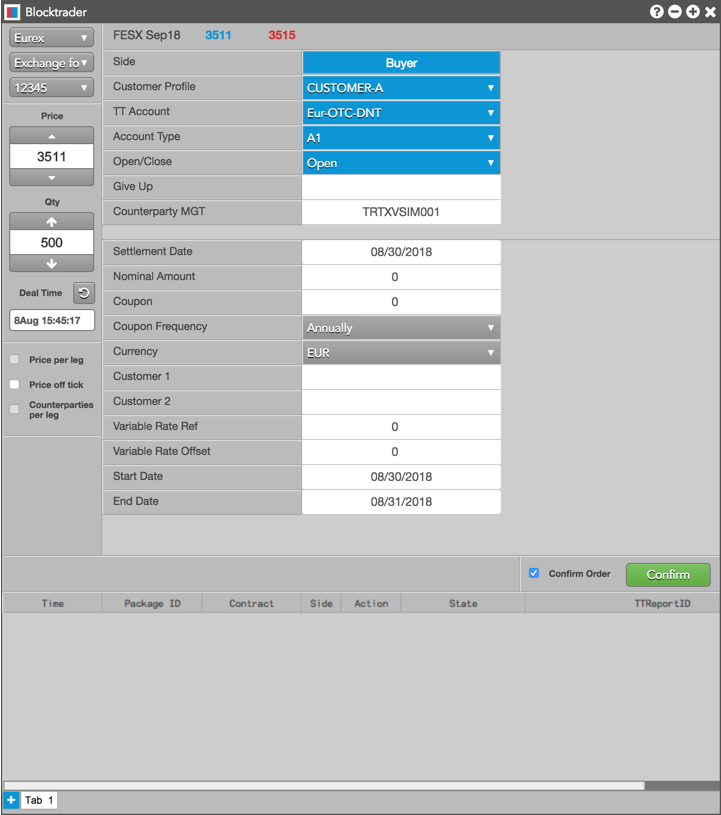 Blocktrader
Eurex
Exchange fo
12345
Price
3511
Qty
500
Deal Time
8Aug 15:45:17
Price per leg
Price off tick
Counterparties
per leg
FESX Sep18 3511 3515
Side Buyer
Customer Profile CUSTOMER-A
TT Account Eur-OTC-DNT
Account Type A1
Open/Close Open
Give Up
Counterparty MGT TRTXVSIM001
Settlement Date 08/30/2018
Nominal Amount 0
Coupon 0
Coupon Frequency Annually
Currency EUR
Customer 1
Customer 2
Variable Rate Ref 0
Variable Rate Offset 0
Start Date 08/30/2018
End Date 08/31/2018
Confirm Order Confirm
Time Package ID Contract Side Action State TTReportID
+ Tab 1